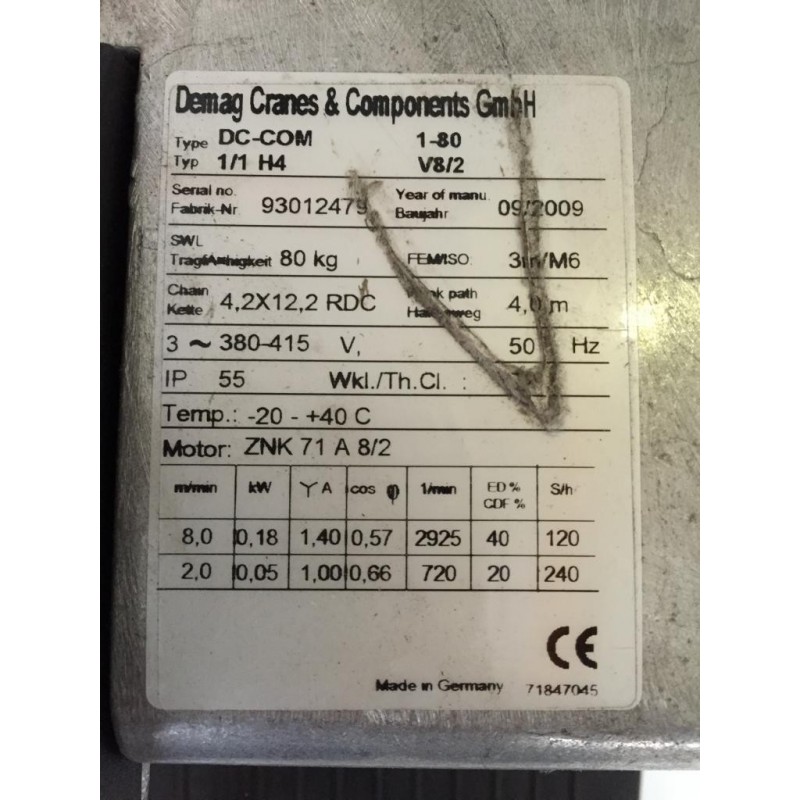 Demag Cranes & Components GmbH
Type DC-COM 1-80
Typ 1/1 H4 V8/2
Serial no. Year of manu.
Fabrik-Nr. 93012479 Baujahr 09/2009
SWL
80 kg FEM/ISO: /M6
Chain path
Kette 4,2X12,2 RDC 4,0 m
3 ~ 380-415 V, 50 Hz
IP 55 Wkl./Th.Cl. :
Temp.: -20 - +40 C
Motor: ZNK 71 A 8/2
m/min kW Y A cos φ 1/min ED % S/h
CDF %
8,0 0,18 1,40 0,57 2925 40 120
2,0 0,05 1,00 0,66 720 20 240
CE
Made in Germany 71847045